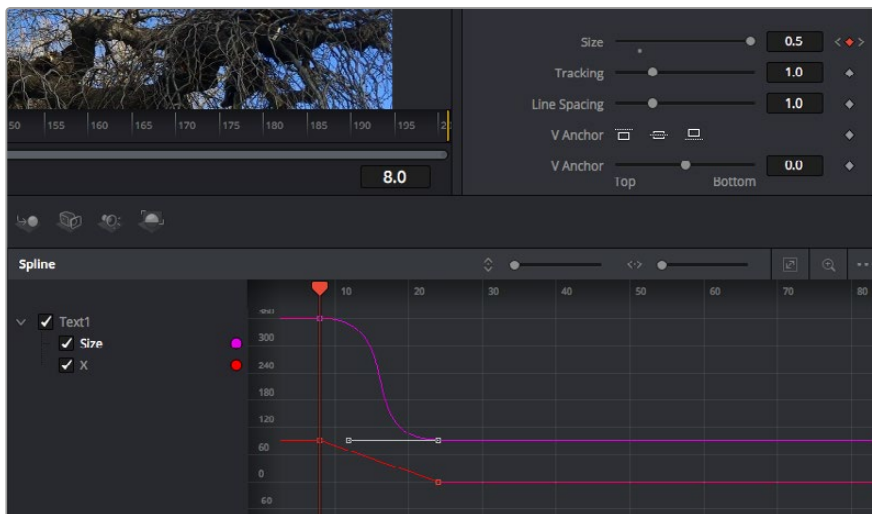 Size 0.5
Tracking 1.0
Line Spacing 1.0
V Anchor
V Anchor 0.0
Top Bottom
50 155 160 165 170 175 180 185 190 195
8.0
Spline
10 20 30 40 50 60 70 80
Text1
Size
X
300
240
180
120
60
0
60